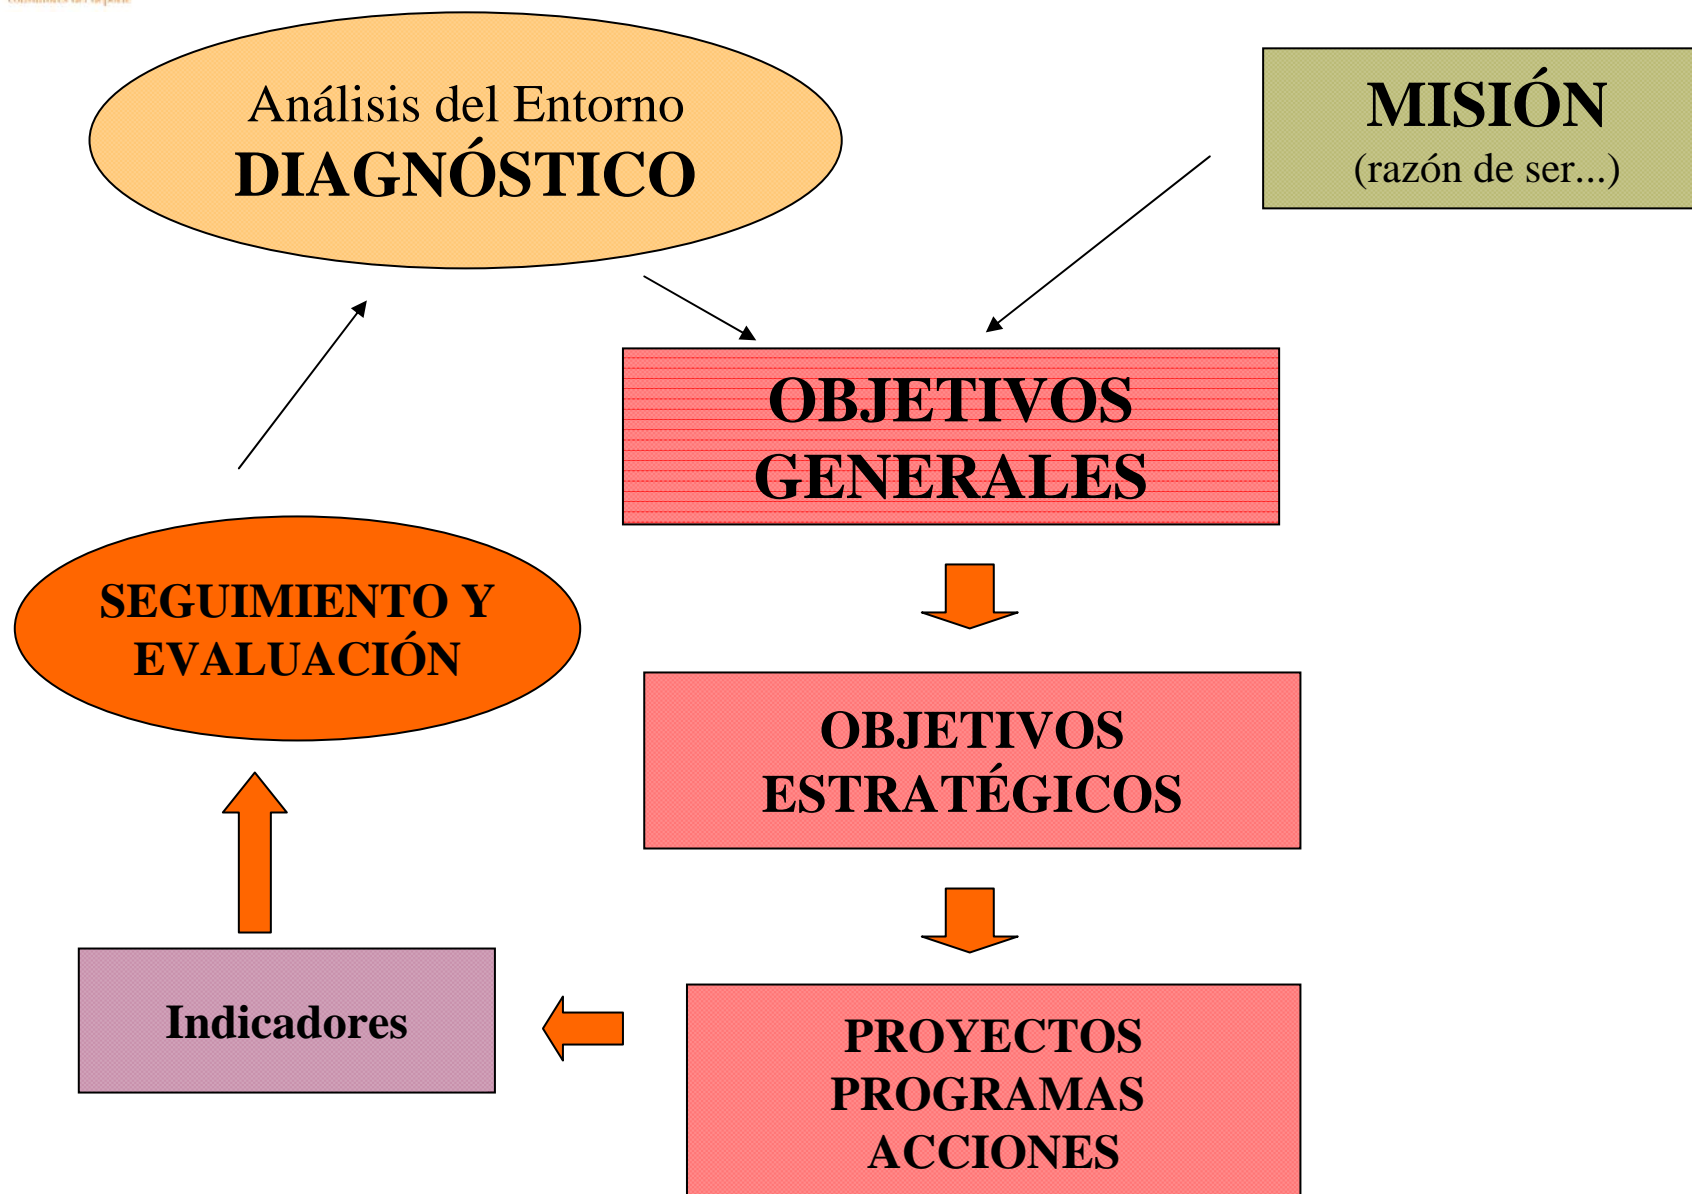 Análisis del Entorno
DIAGNÓSTICO
MISIÓN
(razón de ser...)
OBJETIVOS
GENERALES
SEGUIMIENTO Y
EVALUACIÓN
OBJETIVOS
ESTRATÉGICOS
Indicadores
PROYECTOS
PROGRAMAS
ACCIONES